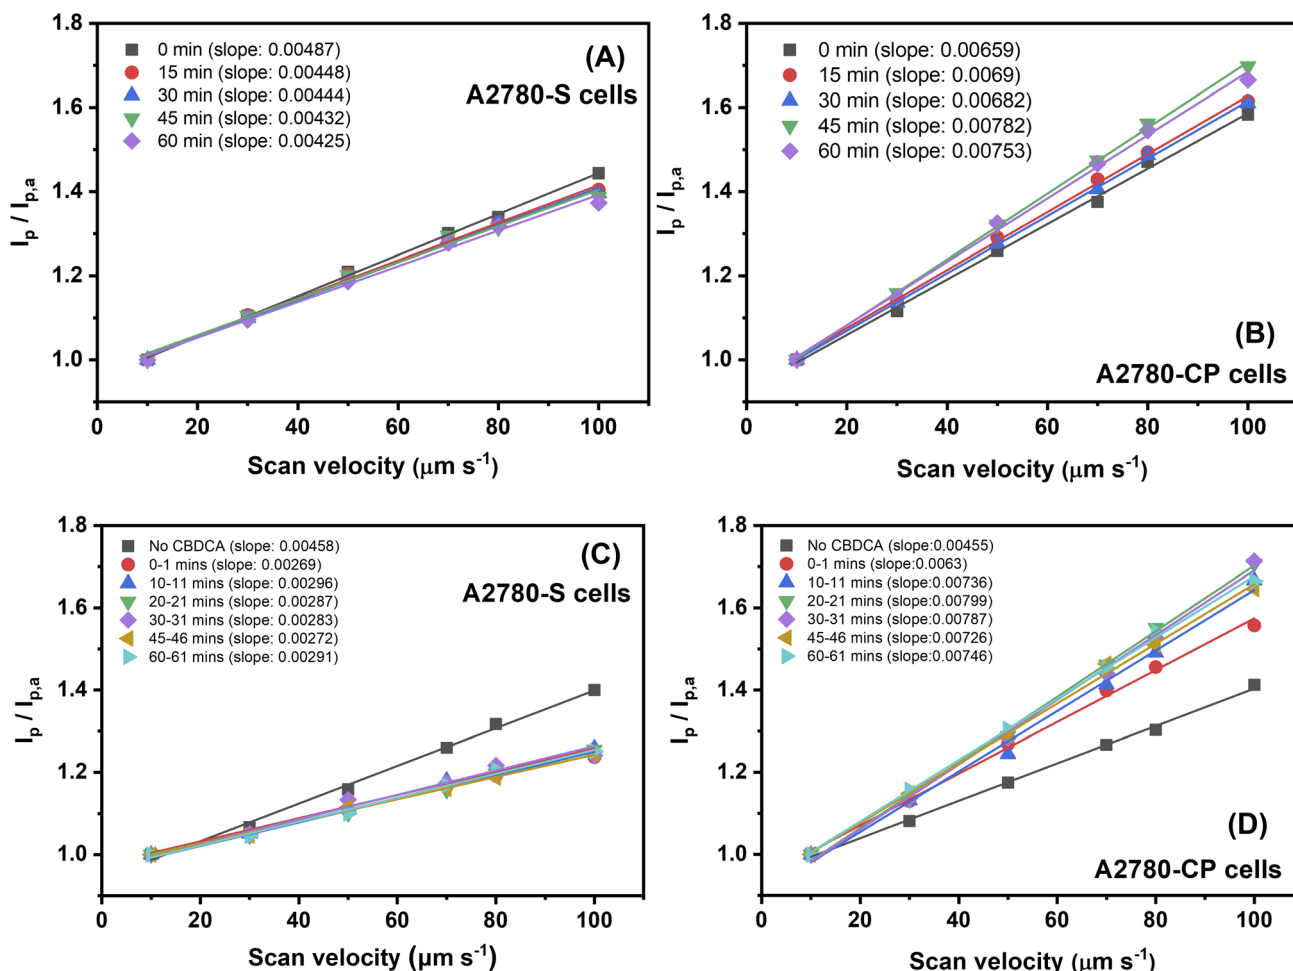 1.8
1.6
1.4
1.2
1.0
0
20
40
60
80
100
I_p / I_p,a
Scan velocity (μm s⁻¹)
0 min (slope: 0.00487)
15 min (slope: 0.00448)
30 min (slope: 0.00444)
45 min (slope: 0.00432)
60 min (slope: 0.00425)
(A)
A2780-S cells
1.8
1.6
1.4
1.2
1.0
0
20
40
60
80
100
I_p / I_p,a
Scan velocity (μm s⁻¹)
0 min (slope: 0.00659)
15 min (slope: 0.0069)
30 min (slope: 0.00682)
45 min (slope: 0.00782)
60 min (slope: 0.00753)
(B)
A2780-CP cells
1.8
1.6
1.4
1.2
1.0
0
20
40
60
80
100
I_p / I_p,a
Scan velocity (μm s⁻¹)
No CBDCA (slope: 0.00458)
0-1 mins (slope: 0.00269)
10-11 mins (slope: 0.00296)
20-21 mins (slope: 0.00287)
30-31 mins (slope: 0.00283)
45-46 mins (slope: 0.00272)
60-61 mins (slope: 0.00291)
(C)
A2780-S cells
1.8
1.6
1.4
1.2
1.0
0
20
40
60
80
100
I_p / I_p,a
Scan velocity (μm s⁻¹)
No CBDCA (slope:0.00455)
0-1 mins (slope:0.0063)
10-11 mins (slope:0.00736)
20-21 mins (slope:0.00799)
30-31 mins (slope:0.00787)
45-46 mins (slope:0.00726)
60-61 mins (slope:0.00746)
(D)
A2780-CP cells